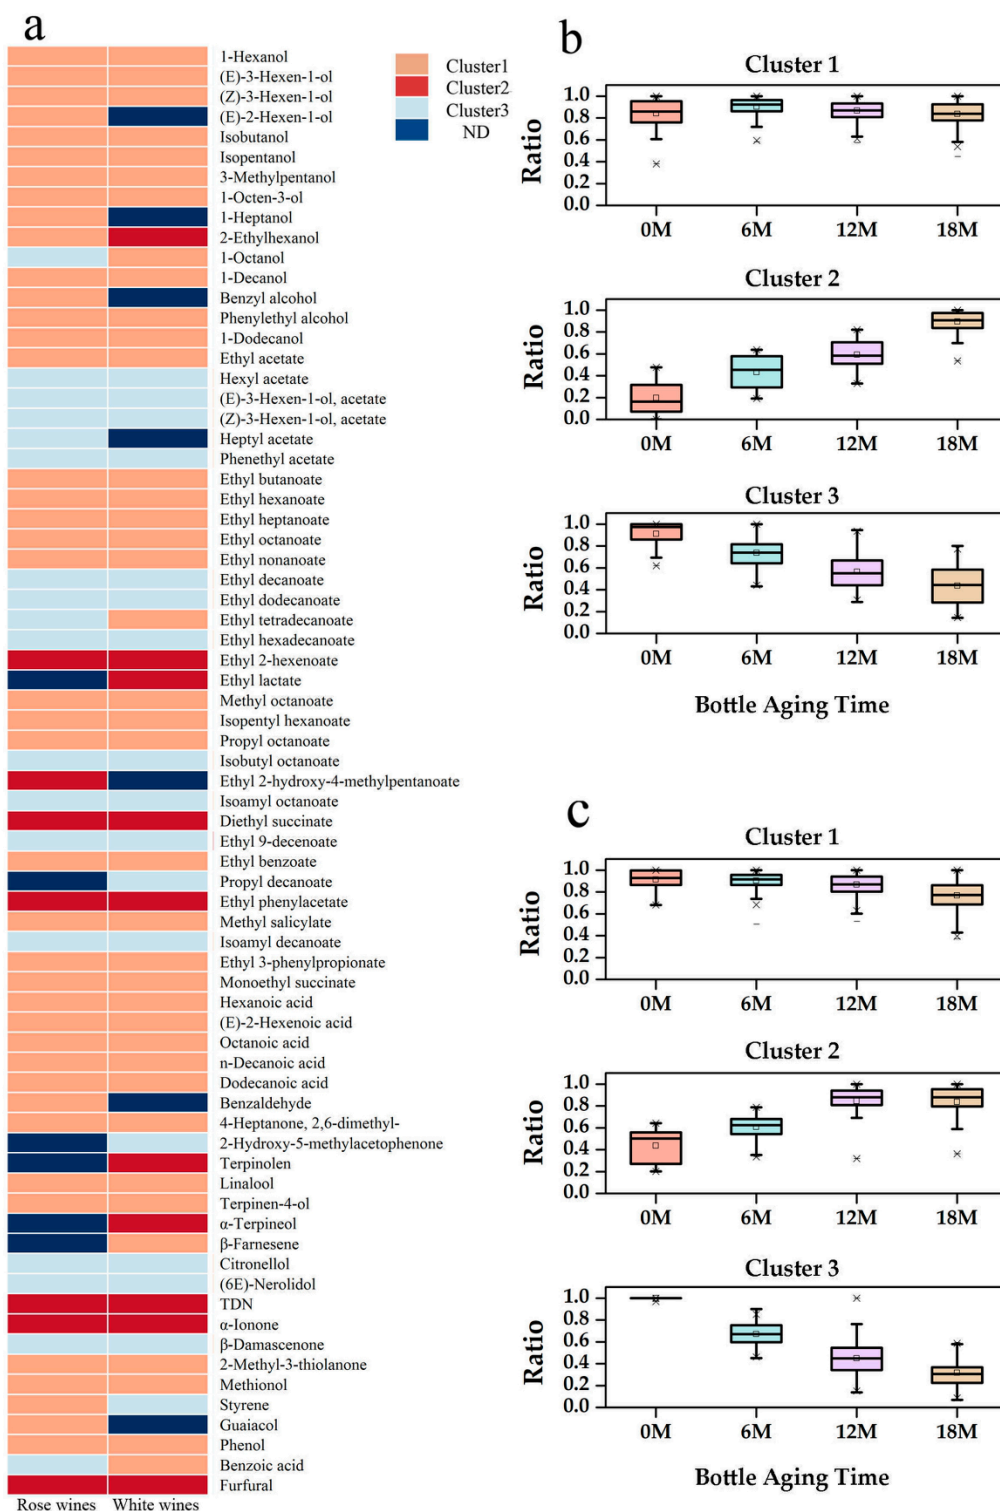 a
1-Hexanol
(E)-3-Hexen-1-ol
(Z)-3-Hexen-1-ol
(E)-2-Hexen-1-ol
Isobutanol
Isopentanol
3-Methylpentanol
1-Octen-3-ol
1-Heptanol
2-Ethylhexanol
1-Octanol
1-Decanol
Benzyl alcohol
Phenylethyl alcohol
1-Dodecanol
Ethyl acetate
Hexyl acetate
(E)-3-Hexen-1-ol, acetate
(Z)-3-Hexen-1-ol, acetate
Heptyl acetate
Phenethyl acetate
Ethyl butanoate
Ethyl hexanoate
Ethyl heptanoate
Ethyl octanoate
Ethyl nonanoate
Ethyl decanoate
Ethyl dodecanoate
Ethyl tetradecanoate
Ethyl hexadecanoate
Ethyl 2-hexenoate
Ethyl lactate
Methyl octanoate
Isopentyl hexanoate
Propyl octanoate
Isobutyl octanoate
Ethyl 2-hydroxy-4-methylpentanoate
Isoamyl octanoate
Diethyl succinate
Ethyl 9-decenoate
Ethyl benzoate
Propyl decanoate
Ethyl phenylacetate
Methyl salicylate
Isoamyl decanoate
Ethyl 3-phenylpropionate
Monoethyl succinate
Hexanoic acid
(E)-2-Hexenoic acid
Octanoic acid
n-Decanoic acid
Dodecanoic acid
Benzaldehyde
4-Heptanone, 2,6-dimethyl-
2-Hydroxy-5-methylacetophenone
Terpinolen
Linalool
Terpinen-4-ol
α-Terpineol
β-Farnesene
Citronellol
(6E)-Nerolidol
TDN
α-Ionone
β-Damascenone
2-Methyl-3-thiolanone
Methionol
Styrene
Guaiacol
Phenol
Benzoic acid
Furfural
Rose wines White wines
Cluster1
Cluster2
Cluster3
ND
b
Cluster 1
Ratio
1.0
0.8
0.6
0.4
0.2
0.0
0M 6M 12M 18M
Cluster 2
Ratio
1.0
0.8
0.6
0.4
0.2
0.0
0M 6M 12M 18M
Cluster 3
Ratio
1.0
0.8
0.6
0.4
0.2
0.0
0M 6M 12M 18M
Bottle Aging Time
c
Cluster 1
Ratio
1.0
0.8
0.6
0.4
0.2
0.0
0M 6M 12M 18M
Cluster 2
Ratio
1.0
0.8
0.6
0.4
0.2
0.0
0M 6M 12M 18M
Cluster 3
Ratio
1.0
0.8
0.6
0.4
0.2
0.0
0M 6M 12M 18M
Bottle Aging Time